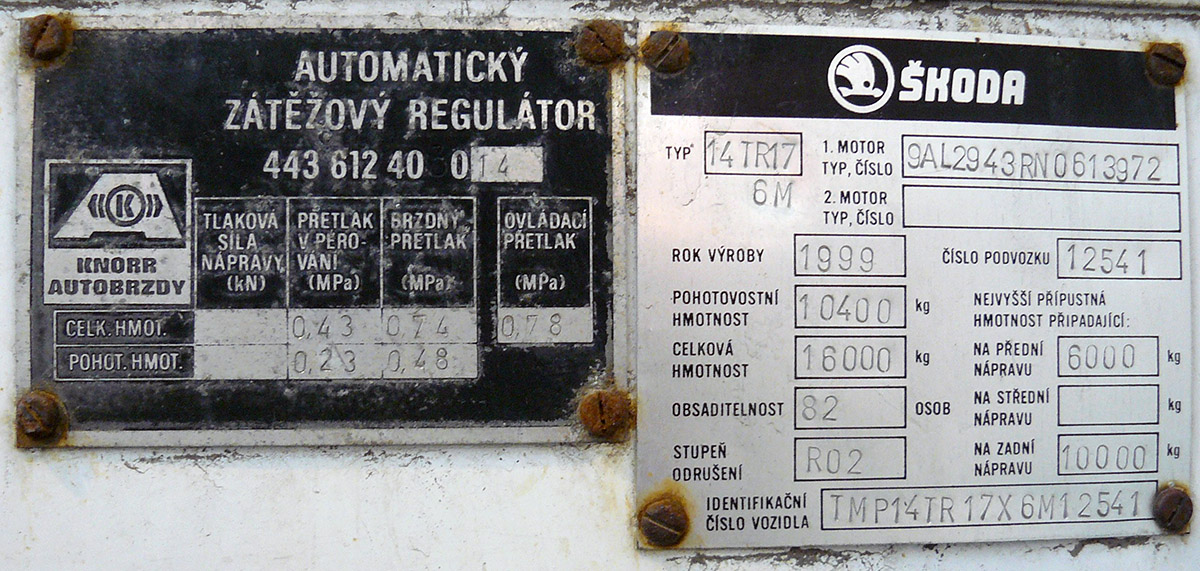 AUTOMATICKÝ
ZÁTĚŽOVÝ REGULÁTOR
443 612 40 0 14
K
KNORR
AUTOBRZDY
TLAKOVÁ
SÍLA
NÁPRAVY
(kN)
PŘETLAK
V PÉRO-
VÁNÍ
(MPa)
BRZDNÝ
PŘETLAK
(MPa)
OVLÁDACÍ
PŘETLAK
(MPa)
CELK. HMOT. 0,43 0,74 0,78
POHOT. HMOT. 0,23 0,48
ŠKODA
TYP 14TR17
6M
1. MOTOR
TYP, ČÍSLO 9AL2943RN0613972
2. MOTOR
TYP, ČÍSLO
ROK VÝROBY 1999
ČÍSLO PODVOZKU 12541
POHOTOVOSTNÍ
HMOTNOST 10400 kg
NEJVYŠŠÍ PŘÍPUSTNÁ
HMOTNOST PŘIPADAJÍCÍ:
CELKOVÁ
HMOTNOST 16000 kg
NA PŘEDNÍ
NÁPRAVU 6000 kg
OBSADITELNOST 82 OSOB
NA STŘEDNÍ
NÁPRAVU kg
STUPEŇ
ODRUŠENÍ R02
NA ZADNÍ
NÁPRAVU 10000 kg
IDENTIFIKAČNÍ
ČÍSLO VOZIDLA TMP14TR17X6M12541